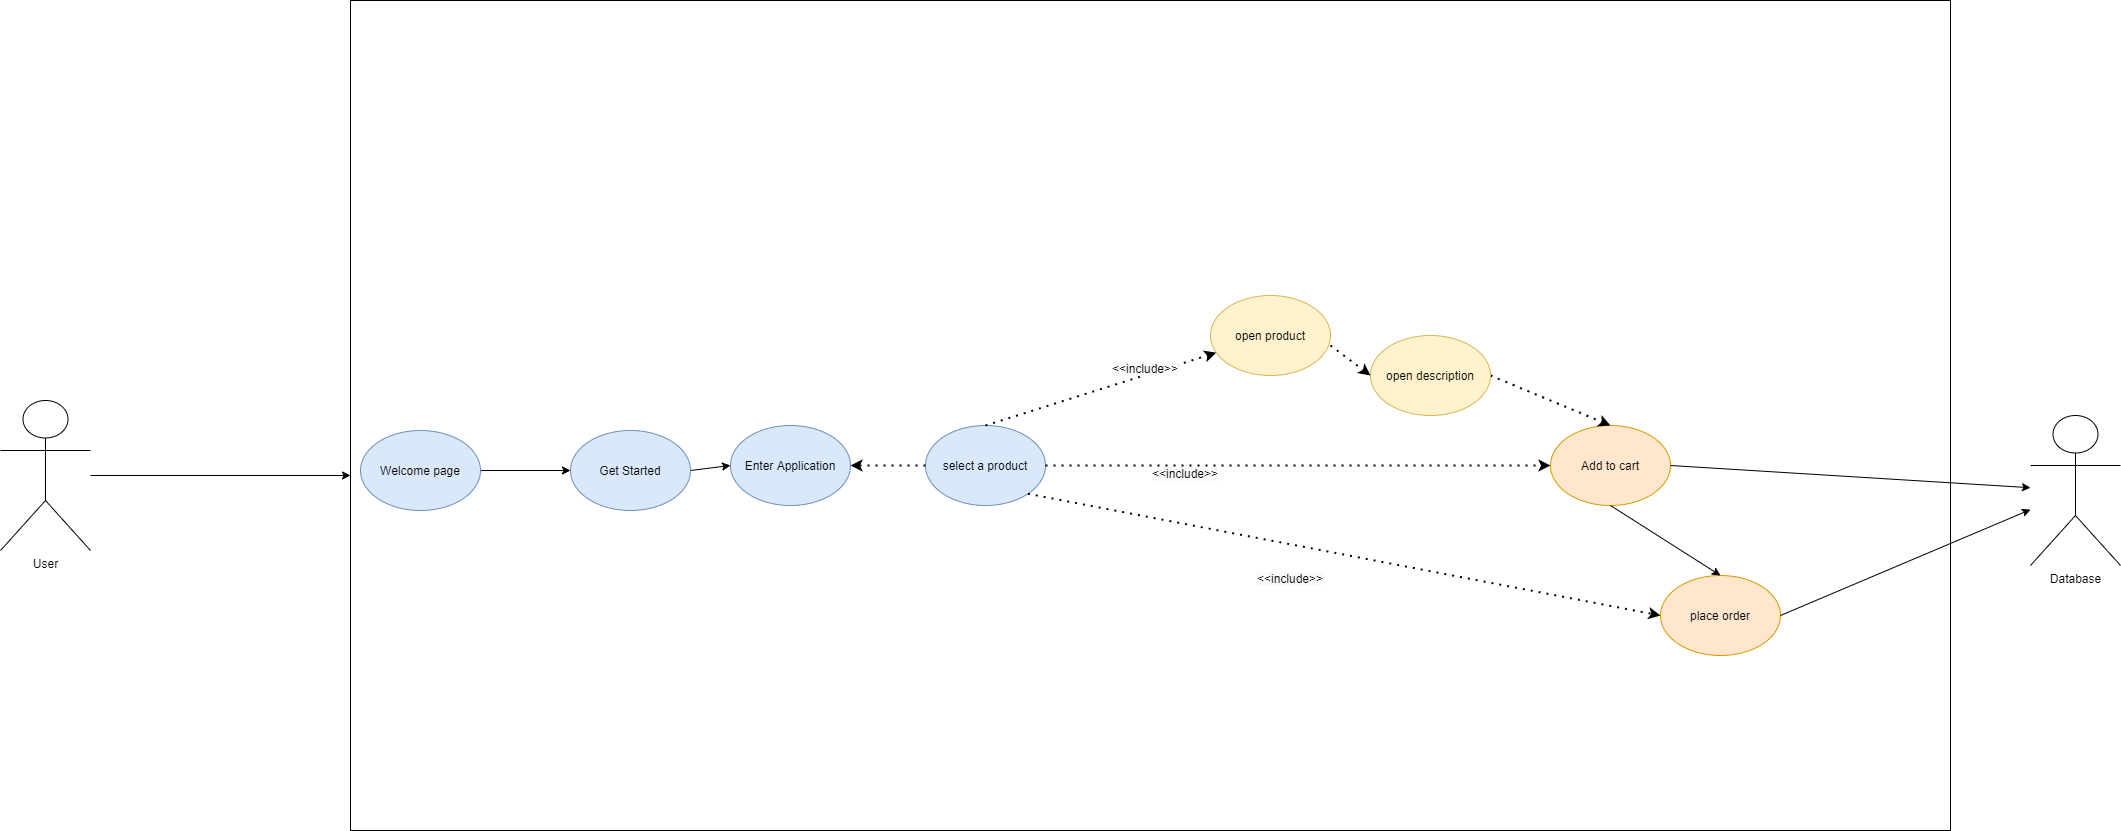 open product
<<include>>
open description
Enter Application
select a product
Add to cart
Welcome page
Get Started
<<include>>
User
<<include>>
Database
place order